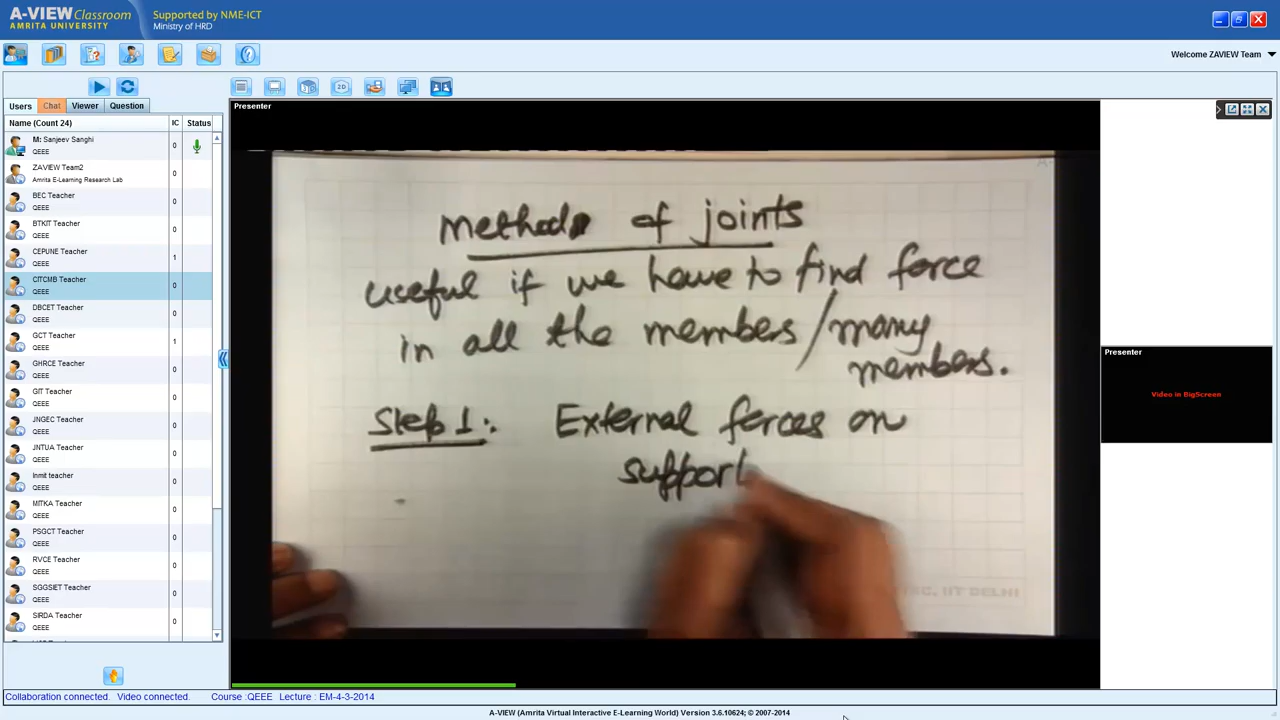 A-VIEW Classroom
AMRITA UNIVERSITY
Supported by NME-ICT
Ministry of HRD
Welcome ZAVIEW Team
Users Chat Viewer Question
Name (Count 24) IC Status
M: Sanjeev Sanghi 0
QEEE
ZAVIEW Team2 0
Amrita E-Learning Research Lab
BEC Teacher 0
QEEE
BTKIT Teacher 0
QEEE
CEPUNE Teacher 1
QEEE
CITCMB Teacher 0
QEEE
DBCET Teacher 0
QEEE
GCT Teacher 1
QEEE
GHRCE Teacher 0
QEEE
GIT Teacher 0
QEEE
JNGEC Teacher 0
QEEE
JNTUA Teacher 0
QEEE
Inmit teacher 0
QEEE
MITKA Teacher 0
QEEE
PSGCT Teacher 0
QEEE
RVCE Teacher 0
QEEE
SGGSIET Teacher 0
QEEE
SIRDA Teacher 0
QEEE
2D
Presenter
method of joints
useful if we have to find force
in all the members/many
members.
Step 1: External forces on
support
IIT DELHI
Presenter
Video in BigScreen
Collaboration connected. Video connected. Course :QEEE Lecture : EM-4-3-2014
A-VIEW (Amrita Virtual Interactive E-Learning World) Version 3.6.10624; © 2007-2014